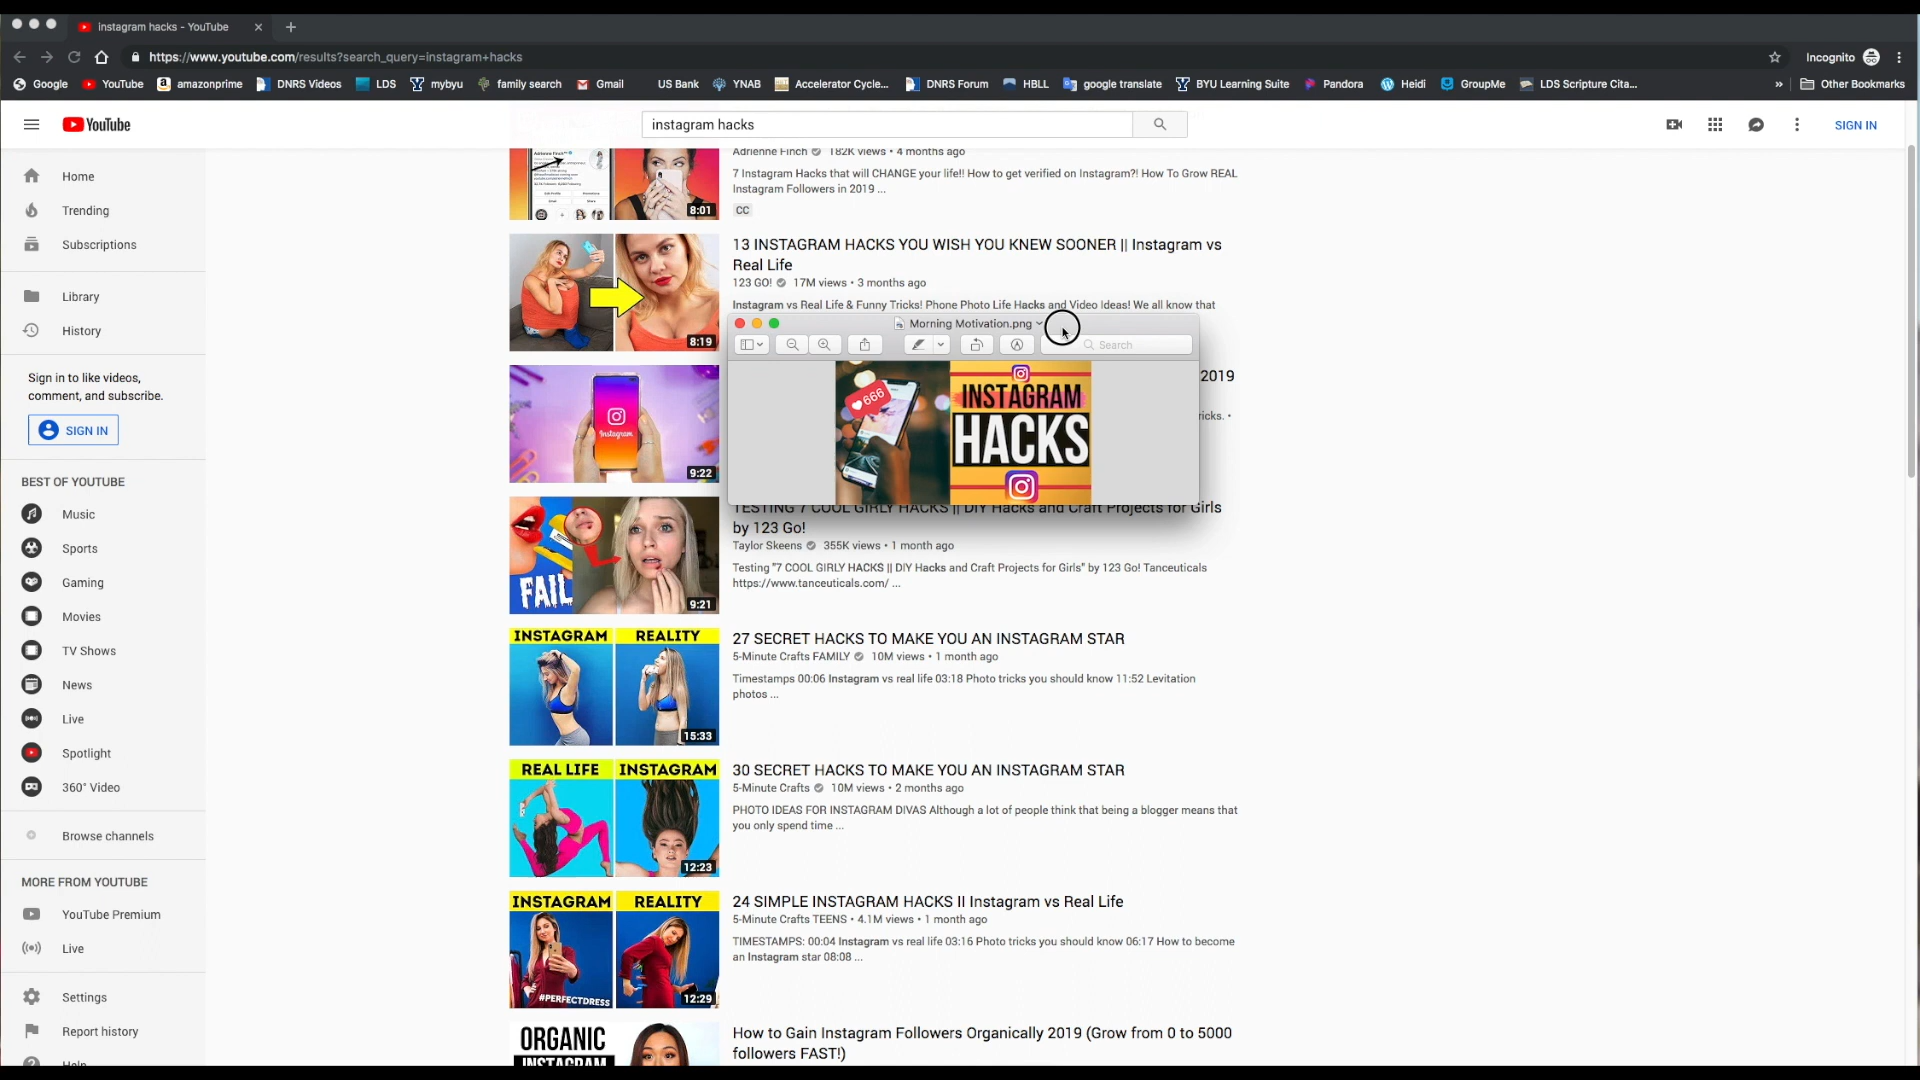 instagram hacks - YouTube
https://www.youtube.com/results?search_query=instagram+hacks
Incognito
Google YouTube amazonprime DNRS Videos LDS mybyu family search Gmail US Bank YNAB Accelerator Cycle... DNRS Forum HBLL google translate BYU Learning Suite Pandora Heidi GroupMe LDS Scripture Cita... » Other Bookmarks
YouTube
instagram hacks
SIGN IN
Home
Trending
Subscriptions
Library
History
Sign in to like videos,
comment, and subscribe.
SIGN IN
BEST OF YOUTUBE
Music
Sports
Gaming
Movies
TV Shows
News
Live
Spotlight
360° Video
Browse channels
MORE FROM YOUTUBE
YouTube Premium
Live
Settings
Report history
Help
8:01
Adrienne Finch 182K views • 4 months ago
7 Instagram Hacks that will CHANGE your life!! How to get verified on Instagram?! How To Grow REAL
Instagram Followers in 2019 ...
CC
8:19
13 INSTAGRAM HACKS YOU WISH YOU KNEW SOONER || Instagram vs
Real Life
123 GO! 17M views • 3 months ago
Instagram vs Real Life & Funny Tricks! Phone Photo Life Hacks and Video Ideas! We all know that
Morning Motivation.png
Search
666
INSTAGRAM
HACKS
Instagram
9:22
2019
ricks. •
FAIL
9:21
TESTING 7 COOL GIRLY HACKS || DIY Hacks and Craft Projects for Girls
by 123 Go!
Taylor Skeens 355K views • 1 month ago
Testing "7 COOL GIRLY HACKS || DIY Hacks and Craft Projects for Girls" by 123 Go! Tanceuticals
https://www.tanceuticals.com/ ...
INSTAGRAM REALITY
15:33
27 SECRET HACKS TO MAKE YOU AN INSTAGRAM STAR
5-Minute Crafts FAMILY 10M views • 1 month ago
Timestamps 00:06 Instagram vs real life 03:18 Photo tricks you should know 11:52 Levitation
photos ...
REAL LIFE INSTAGRAM
12:23
30 SECRET HACKS TO MAKE YOU AN INSTAGRAM STAR
5-Minute Crafts 10M views • 2 months ago
PHOTO IDEAS FOR INSTAGRAM DIVAS Although a lot of people think that being a blogger means that
you only spend time ...
INSTAGRAM REALITY
#PERFECTDRESS
12:29
24 SIMPLE INSTAGRAM HACKS II Instagram vs Real Life
5-Minute Crafts TEENS • 4.1M views • 1 month ago
TIMESTAMPS: 00:04 Instagram vs real life 03:16 Photo tricks you should know 06:17 How to become
an Instagram star 08:08 ...
ORGANIC
INSTAGRAM
How to Gain Instagram Followers Organically 2019 (Grow from 0 to 5000
followers FAST!)